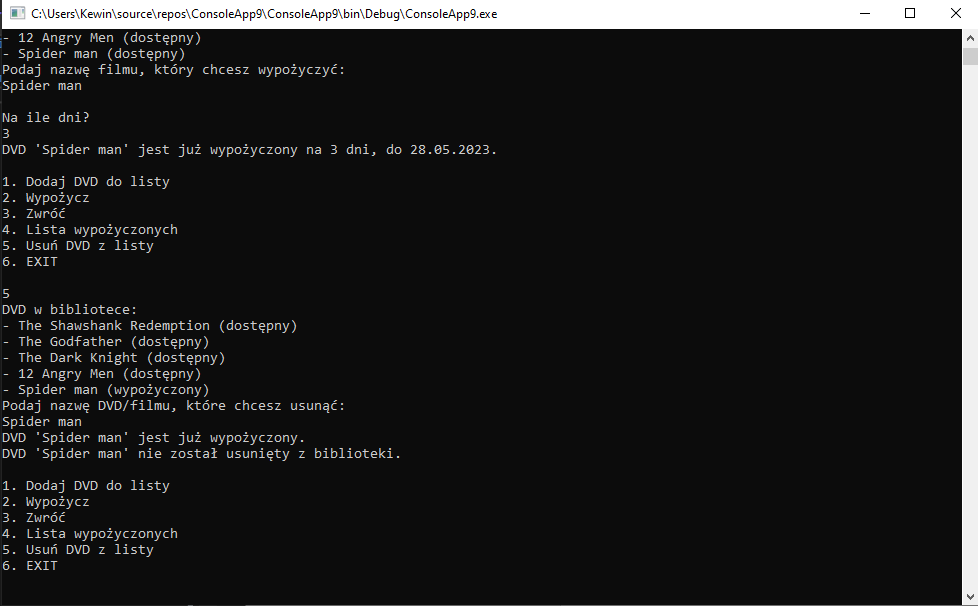 C:\Users\Kewin\source\repos\ConsoleApp9\ConsoleApp9\bin\Debug\ConsoleApp9.exe
- 12 Angry Men (dostępny)
- Spider man (dostępny)
Podaj nazwę filmu, który chcesz wypożyczyć:
Spider man

Na ile dni?
3
DVD 'Spider man' jest już wypożyczony na 3 dni, do 28.05.2023.

1. Dodaj DVD do listy
2. Wypożycz
3. Zwróć
4. Lista wypożyczonych
5. Usuń DVD z listy
6. EXIT

5
DVD w bibliotece:
- The Shawshank Redemption (dostępny)
- The Godfather (dostępny)
- The Dark Knight (dostępny)
- 12 Angry Men (dostępny)
- Spider man (wypożyczony)
Podaj nazwę DVD/filmu, które chcesz usunąć:
Spider man
DVD 'Spider man' jest już wypożyczony.
DVD 'Spider man' nie został usunięty z biblioteki.

1. Dodaj DVD do listy
2. Wypożycz
3. Zwróć
4. Lista wypożyczonych
5. Usuń DVD z listy
6. EXIT